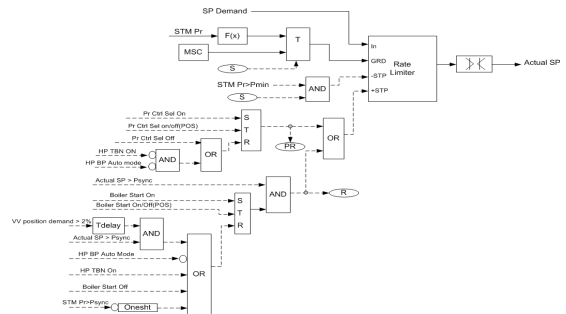 SP Demand
STM Pr
F(x)
T
In
MSC
GRD
Rate
Limiter
Actual SP
S
-STP
STM Pr>Pmin
AND
S
+STP
Pr Ctrl Sel On
S
Pr Ctrl Sel on/off(POS)
T
OR
Pr Ctrl Sel Off
R
PR
HP TBN ON
AND
OR
HP BP Auto mode
Actual SP > Psync
AND
R
Boiler Start On
S
Boiler Start On/Off(POS)
T
VV position demand > 2%
Tdelay
AND
R
Actual SP > Psync
HP BP Auto Mode
OR
HP TBN On
Boiler Start Off
STM Pr>Psync
Onesht